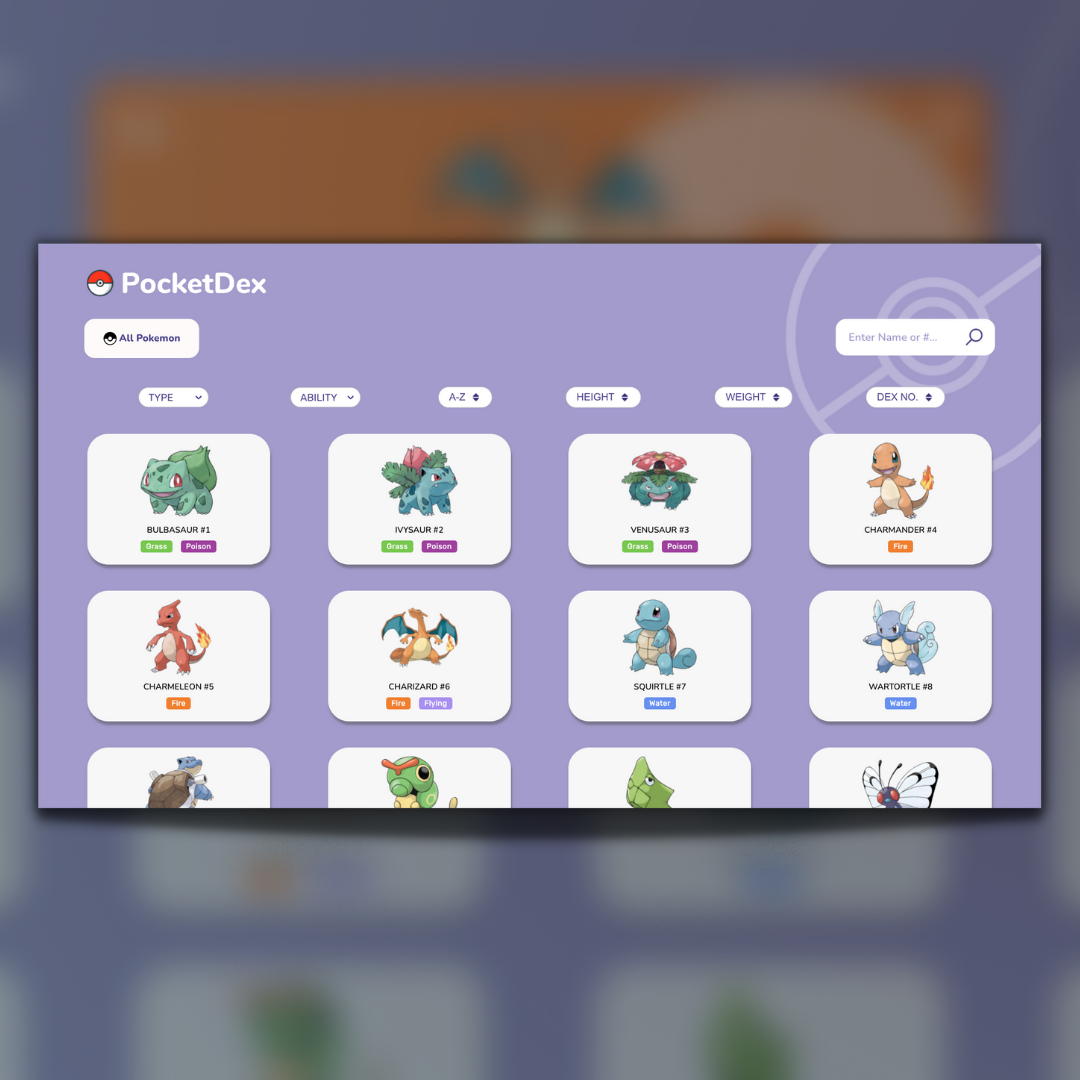 PocketDex
All Pokemon
Enter Name or #...
TYPE ABILITY A-Z HEIGHT WEIGHT DEX NO.
BULBASAUR #1 IVYSAUR #2 VENUSAUR #3 CHARMANDER #4
Grass Poison Grass Poison Grass Poison Fire
CHARMELEON #5 CHARIZARD #6 SQUIRTLE #7 WARTORTLE #8
Fire Fire Flying Water Water